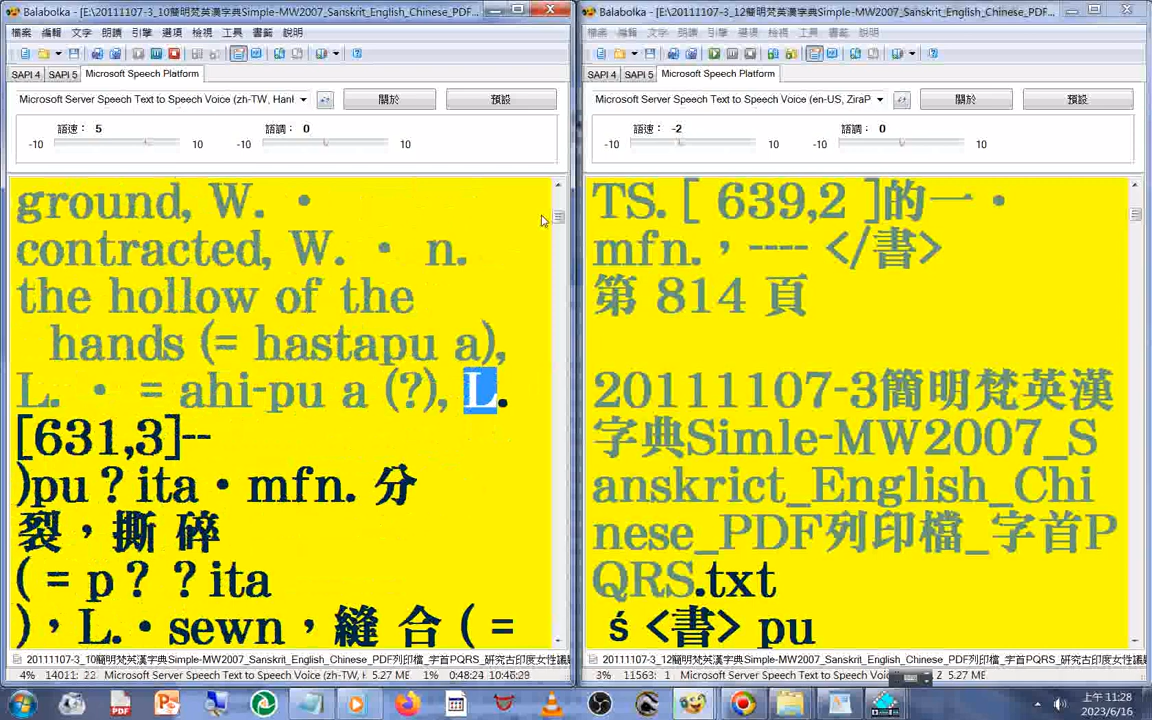 Balabolka - [E:\20111107-3_10簡明梵英漢字典Simple-MW2007_Sanskrit_English_Chinese_PDF...
檔案 編輯 文字 朗讀 引擎 選項 檢視 工具 書籤 說明
SAPI 4 SAPI 5 Microsoft Speech Platform
Microsoft Server Speech Text to Speech Voice (zh-TW, HanI 關於 預設
語速: 5 語調: 0
-10 10 -10 10
ground, W. •
contracted, W. • n.
the hollow of the
hands (= hastapu a),
L. • = ahi-pu a (?), L.
[631,3]--
)pu ? ita • mfn. 分
裂，撕 碎
( = p ? ? ita
)，L. • sewn，縫 合 ( =
20111107-3_10簡明梵英漢字典Simple-MW2007_Sanskrit_English_Chinese_PDF列印檔_字首PQRS_研究古印度女性議題
4% 14011: 22 Microsoft Server Speech Text to Speech Voice (zh-TW, H 5.27 MB 1% 0:48:24 10:46:29
Balabolka - [E:\20111107-3_12簡明梵英漢字典Simple-MW2007_Sanskrit_English_Chinese_PDF...
檔案 編輯 文字 朗讀 引擎 選項 檢視 工具 書籤 說明
SAPI 4 SAPI 5 Microsoft Speech Platform
Microsoft Server Speech Text to Speech Voice (en-US, ZiraP 關於 預設
語速: -2 語調: 0
-10 10 -10 10
TS. [ 639,2 ]的一 •
mfn.，---- </書>
第 814 頁
20111107-3簡明梵英漢
字典Simle-MW2007_S
anskrict_English_Chi
nese_PDF列印檔_字首P
QRS.txt
ś <書> pu
20111107-3_12簡明梵英漢字典Simple-MW2007_Sanskrit_English_Chinese_PDF列印檔_字首PQRS_研究古印度女性議
3% 11563: 1 Microsoft Server Speech Text to Speech Voice 5.27 MB
上午 11:28
2023/6/16